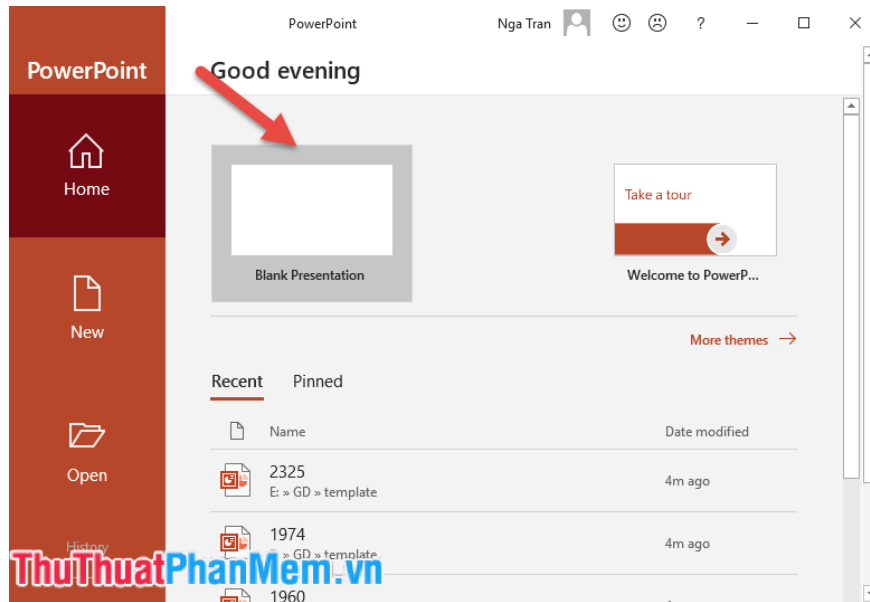 PowerPoint
Nga Tran
?
PowerPoint
Good evening
Home
New
Open
History
Blank Presentation
Take a tour
Welcome to PowerP...
More themes
Recent
Pinned
Name
Date modified
2325
E: » GD » template
4m ago
1974
» GD » template
4m ago
1960
ThuThuatPhanMem.vn